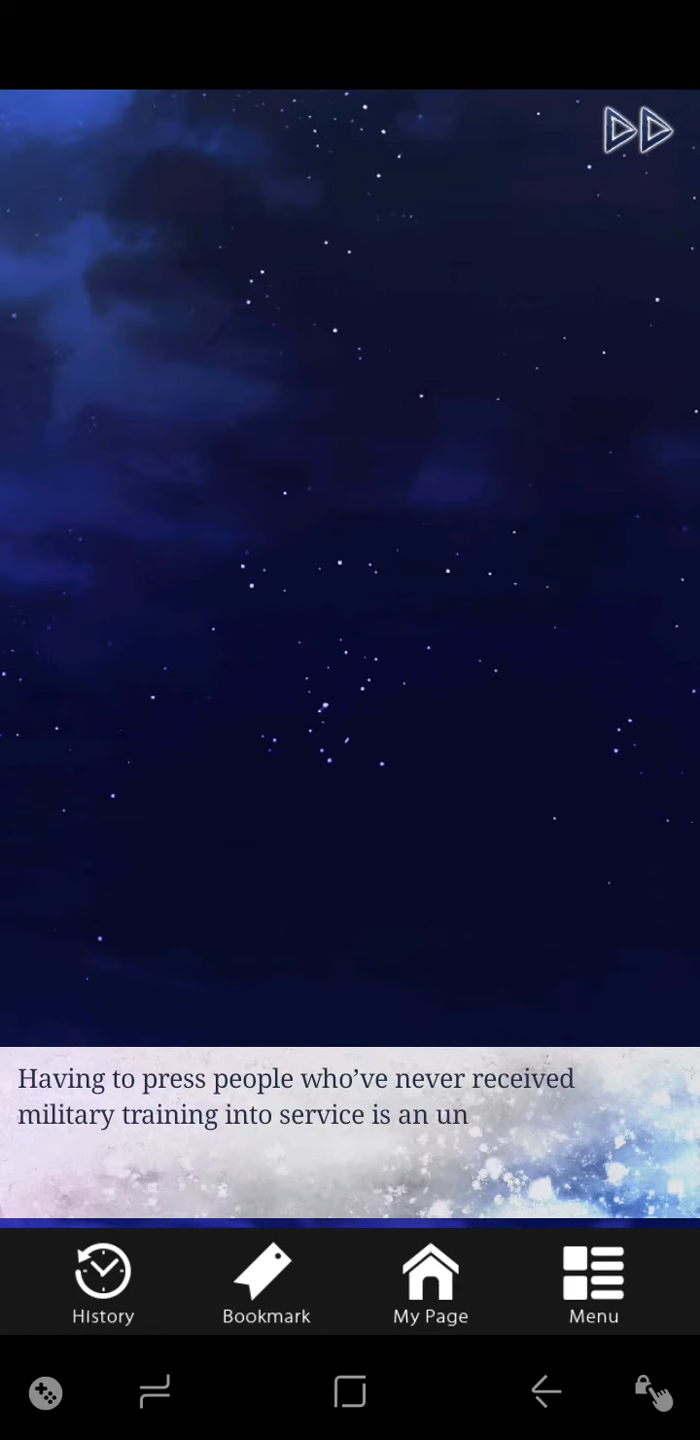 Having to press people who’ve never received
military training into service is an un
History
Bookmark
My Page
Menu